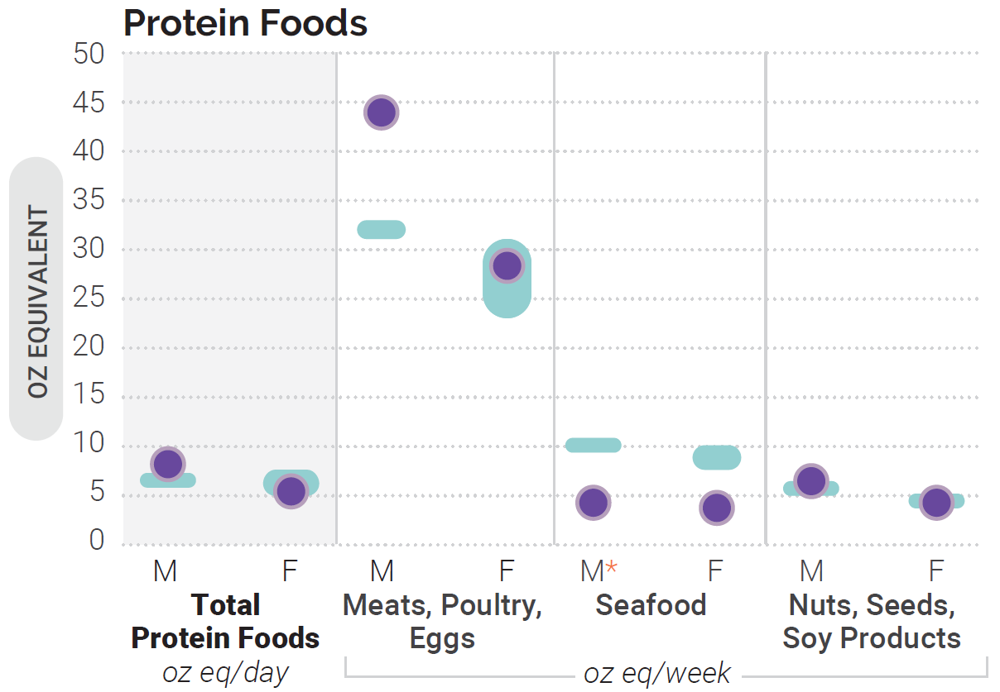 Protein Foods
50
45
40
35
30
25
20
15
10
5
0
OZ EQUIVALENT
M F M F M* F M F
Total Meats, Poultry, Seafood Nuts, Seeds,
Protein Foods Eggs Soy Products
oz eq/day oz eq/week